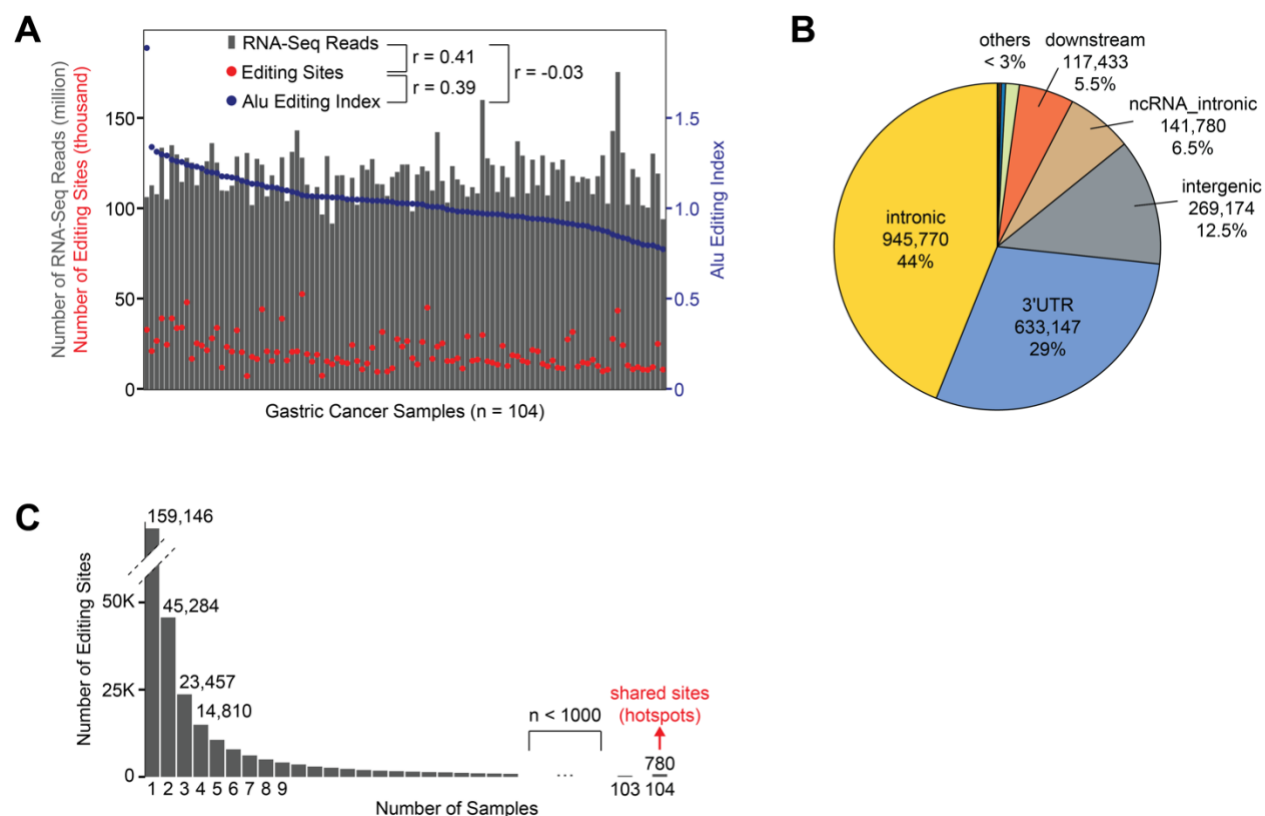 A
RNA-Seq Reads
Editing Sites
Alu Editing Index
r = 0.41
r = 0.39
r = -0.03
Number of RNA-Seq Reads (million)
Number of Editing Sites (thousand)
150
100
50
0
1.5
1.0
0.5
0
Alu Editing Index
Gastric Cancer Samples (n = 104)
B
others
< 3%
downstream
117,433
5.5%
ncRNA_intronic
141,780
6.5%
intergenic
269,174
12.5%
intronic
945,770
44%
3'UTR
633,147
29%
C
Number of Editing Sites
50K
25K
0
159,146
45,284
23,457
14,810
n < 1000
...
shared sites
(hotspots)
780
1 2 3 4 5 6 7 8 9
103 104
Number of Samples